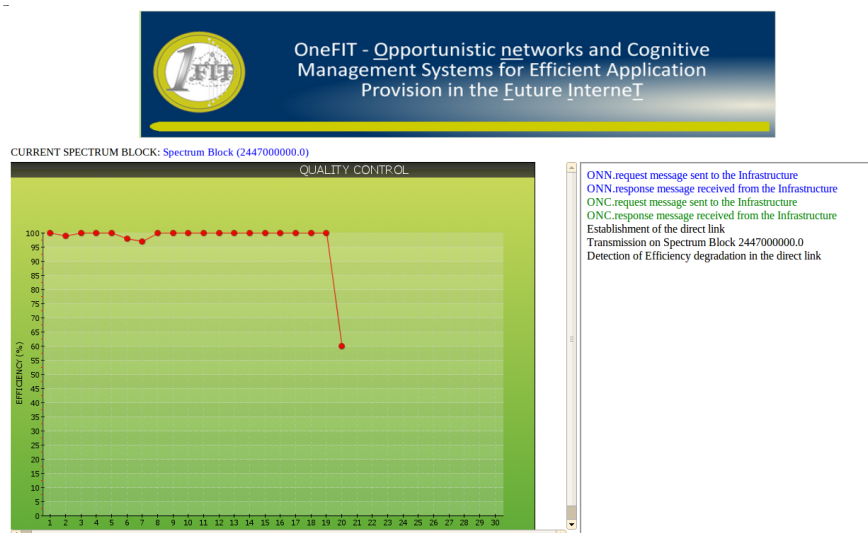 1
FIT
OneFIT - Opportunistic networks and Cognitive
Management Systems for Efficient Application
Provision in the Future InterneT
CURRENT SPECTRUM BLOCK: Spectrum Block (2447000000.0)
QUALITY CONTROL
EFFICIENCY (%)
100
95
90
85
80
75
70
65
60
55
50
45
40
35
30
25
20
15
10
5
0
1 2 3 4 5 6 7 8 9 10 11 12 13 14 15 16 17 18 19 20 21 22 23 24 25 26 27 28 29 30
ONN.request message sent to the Infrastructure
ONN.response message received from the Infrastructure
ONC.request message sent to the Infrastructure
ONC.response message received from the Infrastructure
Establishment of the direct link
Transmission on Spectrum Block 2447000000.0
Detection of Efficiency degradation in the direct link